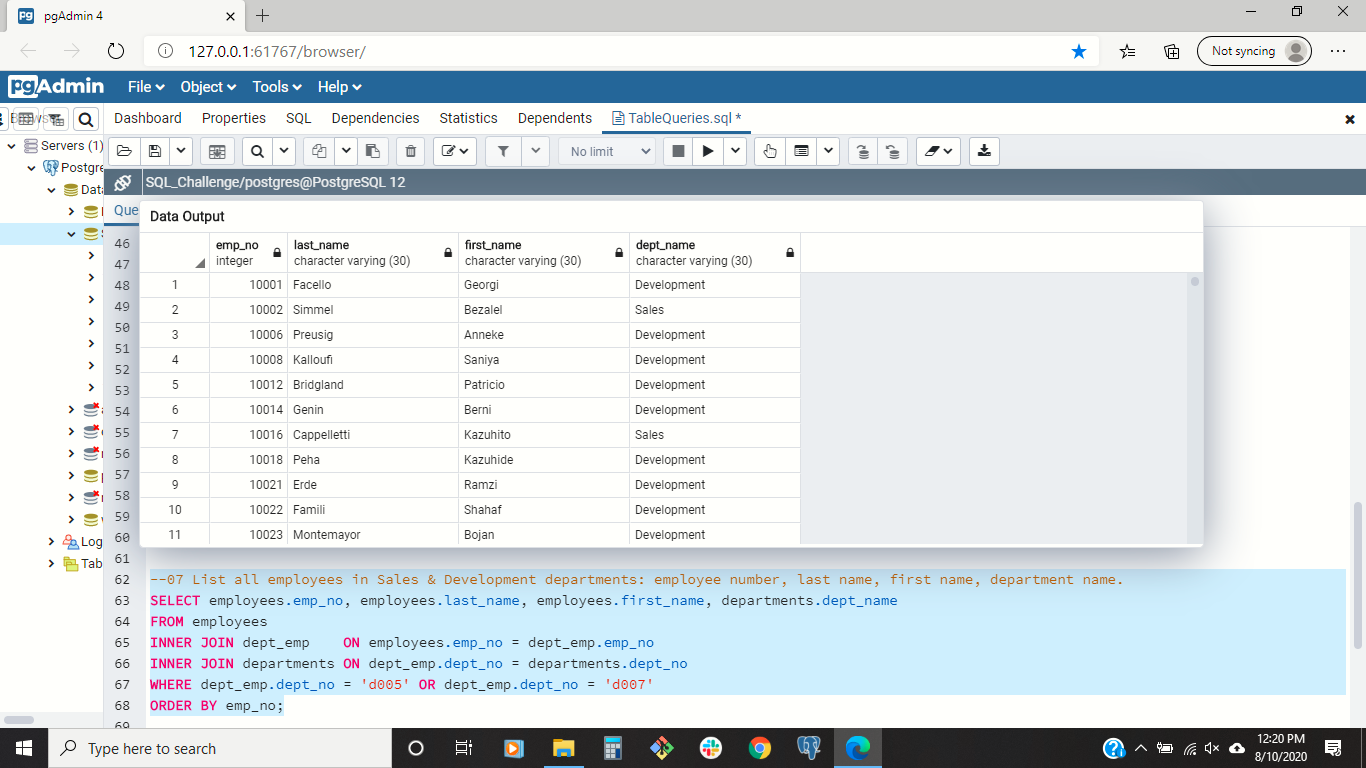 pgAdmin 4
127.0.0.1:61767/browser/
Not syncing
pgAdmin File Object Tools Help
Dashboard Properties SQL Dependencies Statistics Dependents TableQueries.sql *
Servers (1)
No limit
Postgre
SQL_Challenge/postgres@PostgreSQL 12
Data
Que
Data Output
emp_no last_name first_name dept_name
integer character varying (30) character varying (30) character varying (30)
1 10001 Facello Georgi Development
2 10002 Simmel Bezalel Sales
3 10006 Preusig Anneke Development
4 10008 Kalloufi Saniya Development
5 10012 Bridgland Patricio Development
6 10014 Genin Berni Development
7 10016 Cappelletti Kazuhito Sales
8 10018 Peha Kazuhide Development
9 10021 Erde Ramzi Development
10 10022 Famili Shahaf Development
11 10023 Montemayor Bojan Development
46
47
48
49
50
51
52
53
54
55
56
57
58
59
60
Log
61
Tab
62 --07 List all employees in Sales & Development departments: employee number, last name, first name, department name.
63 SELECT employees.emp_no, employees.last_name, employees.first_name, departments.dept_name
64 FROM employees
65 INNER JOIN dept_emp    ON employees.emp_no = dept_emp.emp_no
66 INNER JOIN departments ON dept_emp.dept_no = departments.dept_no
67 WHERE dept_emp.dept_no = 'd005' OR dept_emp.dept_no = 'd007'
68 ORDER BY emp_no;
69
Type here to search
12:20 PM
8/10/2020